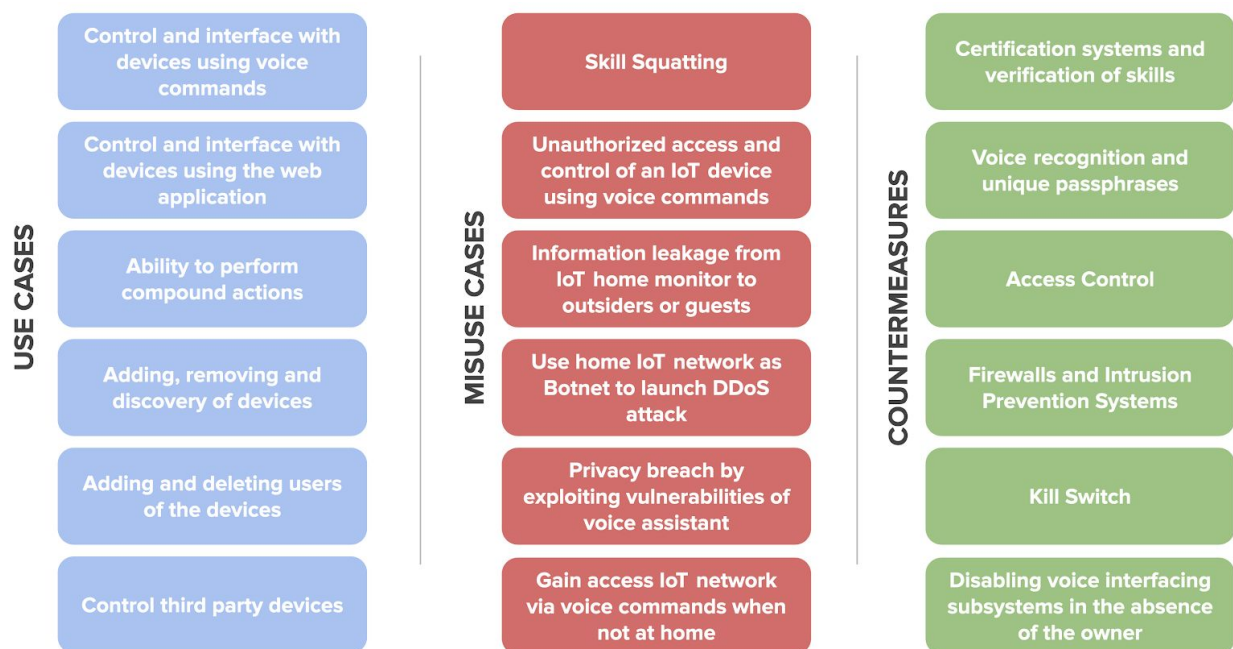 USE CASES
Control and interface with
devices using voice
commands
Control and interface with
devices using the web
application
Ability to perform
compound actions
Adding, removing and
discovery of devices
Adding and deleting users
of the devices
Control third party devices
MISUSE CASES
Skill Squatting
Unauthorized access and
control of an IoT device
using voice commands
Information leakage from
IoT home monitor to
outsiders or guests
Use home IoT network as
Botnet to launch DDoS
attack
Privacy breach by
exploiting vulnerabilities of
voice assistant
Gain access IoT network
via voice commands when
not at home
COUNTERMEASURES
Certification systems and
verification of skills
Voice recognition and
unique passphrases
Access Control
Firewalls and Intrusion
Prevention Systems
Kill Switch
Disabling voice interfacing
subsystems in the absence
of the owner